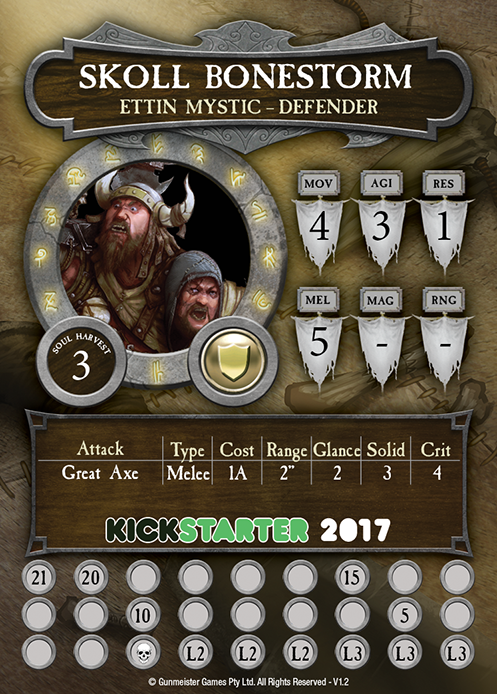 SKOLL BONESTORM
ETTIN MYSTIC – DEFENDER
MOV AGI RES
4 3 1
MEL MAG RNG
5 - -
SOUL HARVEST
3
Attack Type Cost Range Glance Solid Crit
Great Axe Melee 1A 2" 2 3 4
KICKSTARTER 2017
21 20 15
10 5
L2 L2 L2 L3 L3 L3
© Gunmeister Games Pty Ltd. All Rights Reserved - V1.2